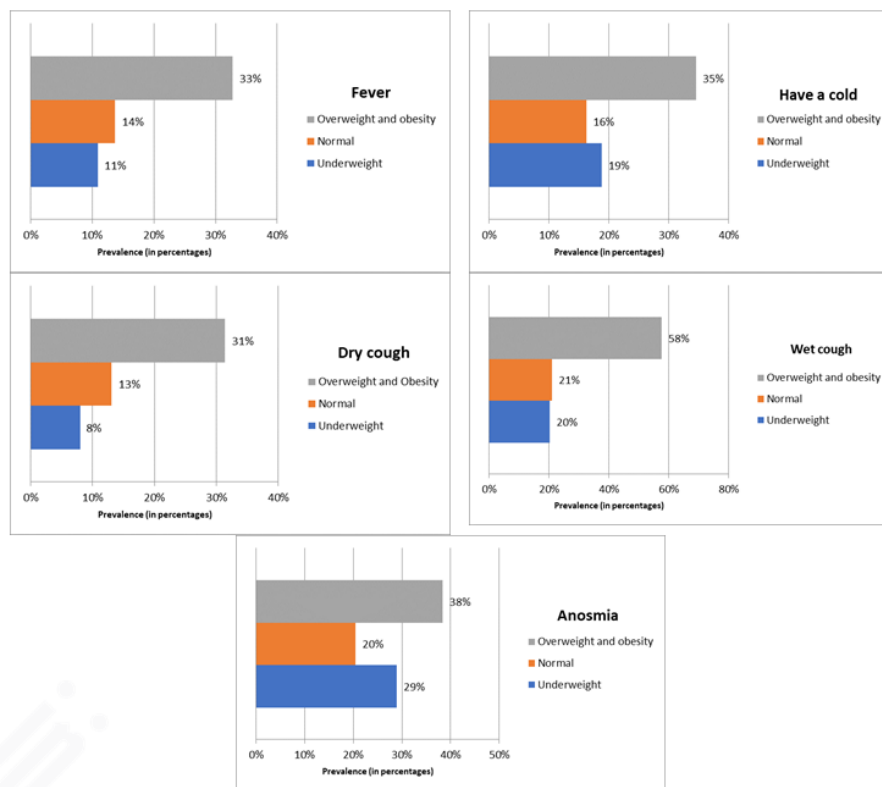 Fever
33%
Overweight and obesity
14%
Normal
11%
Underweight
0% 10% 20% 30% 40%
Prevalence (in percentages)
Have a cold
35%
Overweight and obesity
16%
Normal
19%
Underweight
0% 10% 20% 30% 40%
Prevalence (in percentages)
Dry cough
31%
Overweight and Obesity
13%
Normal
8%
Underweight
0% 10% 20% 30% 40%
Prevalence (in percentages)
Wet cough
58%
Overweight and obesity
21%
Normal
20%
Underweight
0% 20% 40% 60% 80%
Prevalence (in percentages)
Anosmia
38%
Overweight and obesity
20%
Normal
29%
Underweight
0% 10% 20% 30% 40% 50%
Prevalence (in percentages)